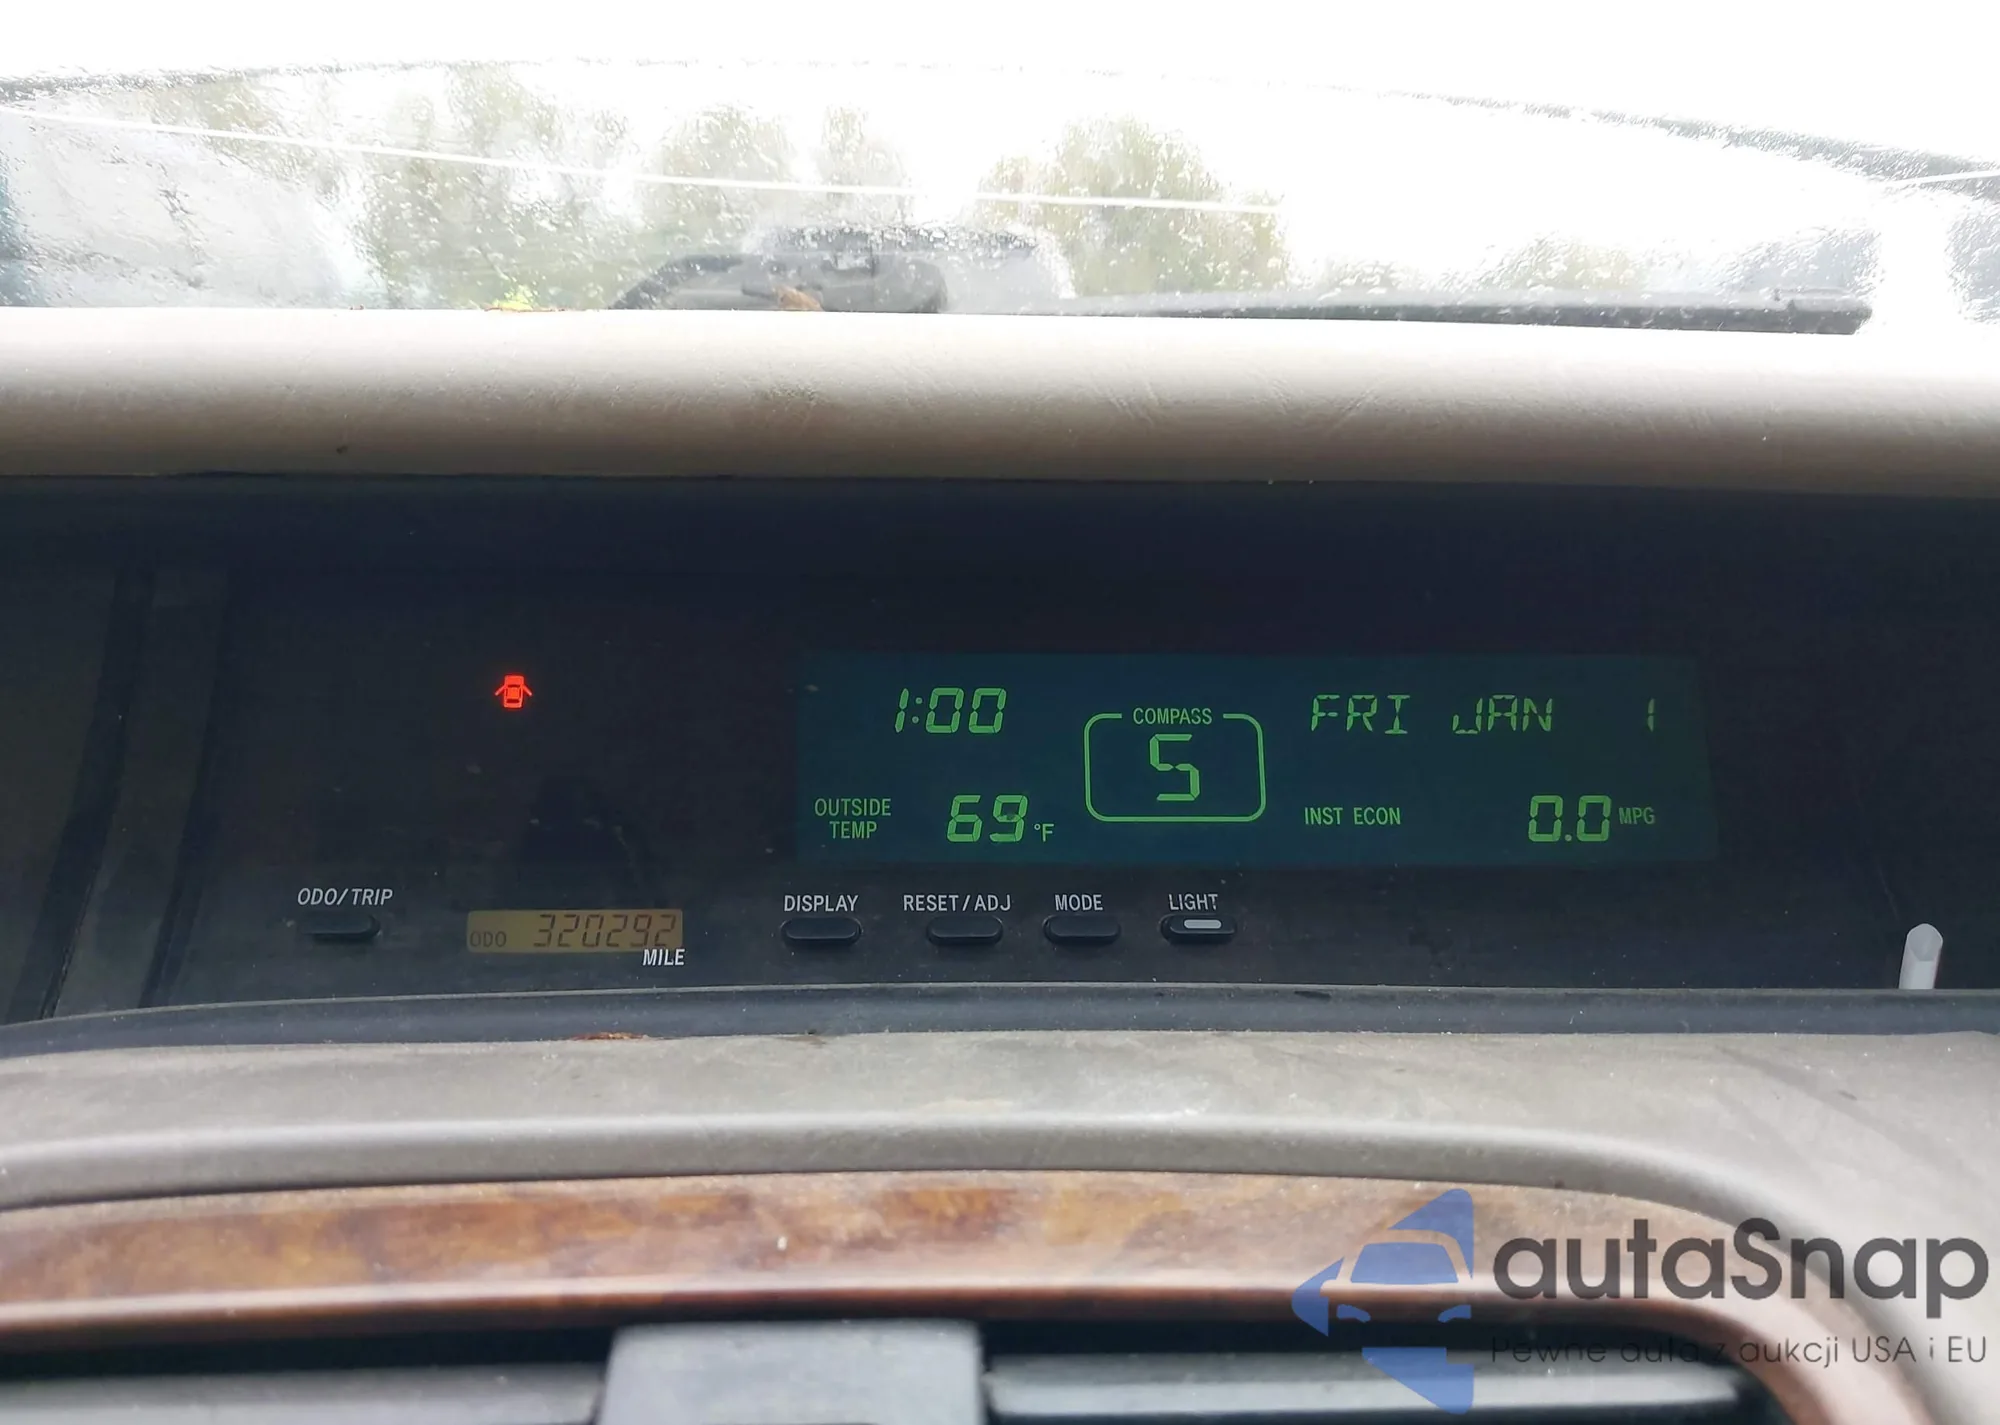 1:00
COMPASS
S
FRI JAN 1
OUTSIDE
TEMP
69 °F
INST ECON
0.0 MPG
ODO/TRIP
ODO 320292
MILE
DISPLAY
RESET/ADJ
MODE
LIGHT
autaSnap
Pewne auta z aukcji USA i EU